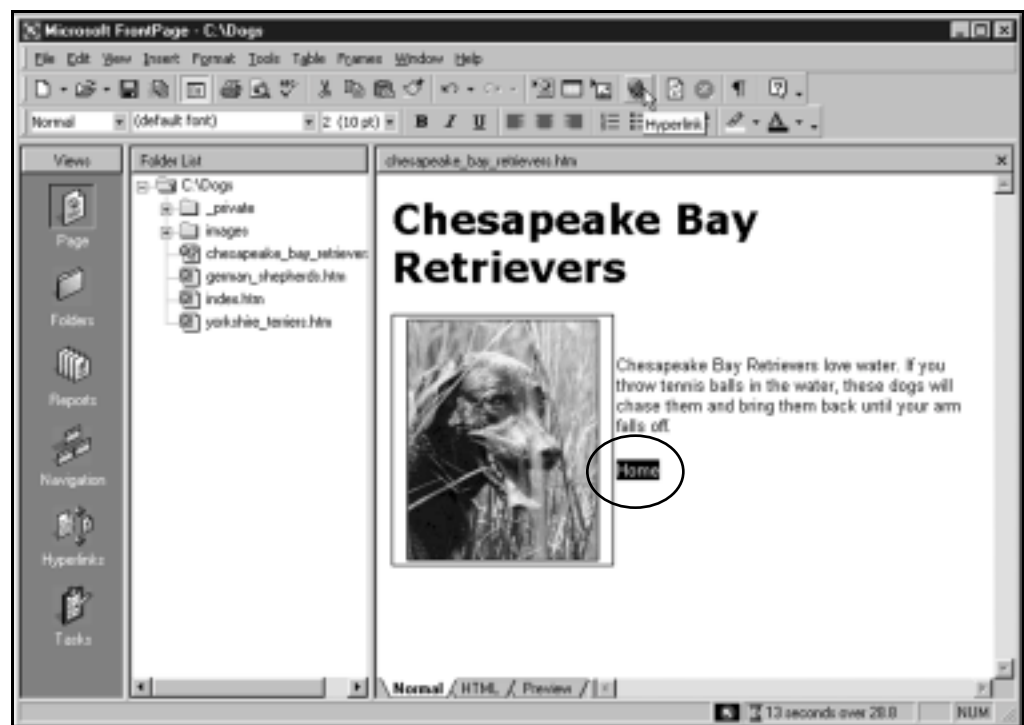 Microsoft FrontPage - C:\Dogs
File Edit View Insert Format Tools Table Frames Window Help
Normal (default font) 2 (10 pt) B I U
Hyperlink
Views
Folder List
chesapeake_bay_retrievers.htm
C:\Dogs
_private
images
chesapeake_bay_retriever
german_shepherds.htm
index.htm
yorkshire_terriers.htm
Page
Folders
Reports
Navigation
Hyperlinks
Tasks
Chesapeake Bay
Retrievers
Chesapeake Bay Retrievers love water. If you
throw tennis balls in the water, these dogs will
chase them and bring them back until your arm
falls off.
Home
Normal HTML Preview
13 seconds over 28.8 NUM